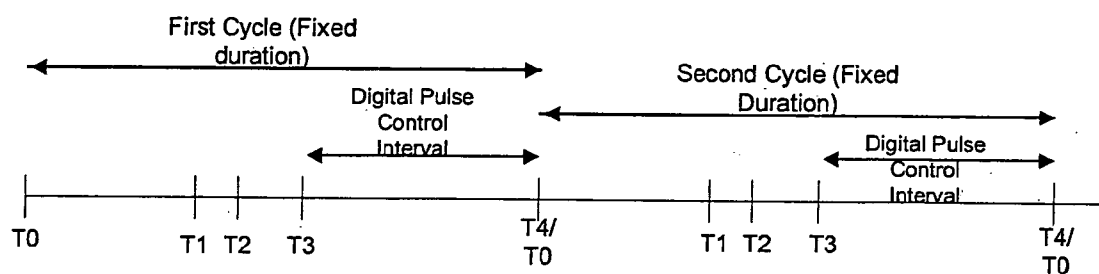 First Cycle (Fixed
duration)
Second Cycle (Fixed
Duration)
Digital Pulse
Control
Interval
Digital Pulse
Control
Interval
T0
T1
T2
T3
T4/
T0
T1
T2
T3
T4/
T0